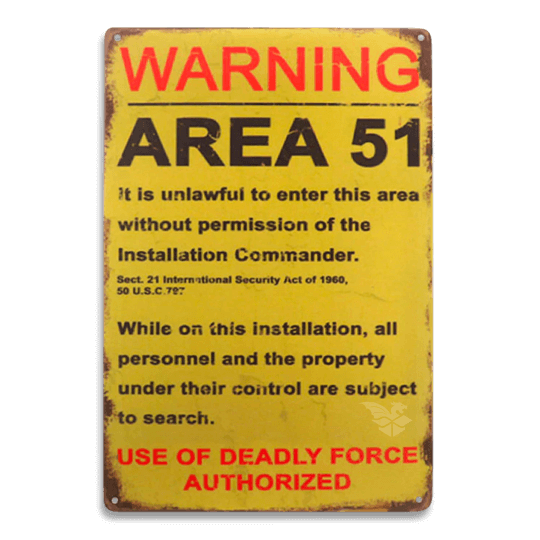 WARNING
AREA 51
It is unlawful to enter this area
without permission of the
Installation Commander.
Sect. 21 International Security Act of 1960,
50 U.S.C.797
While on this installation, all
personnel and the property
under their control are subject
to search.
USE OF DEADLY FORCE
AUTHORIZED